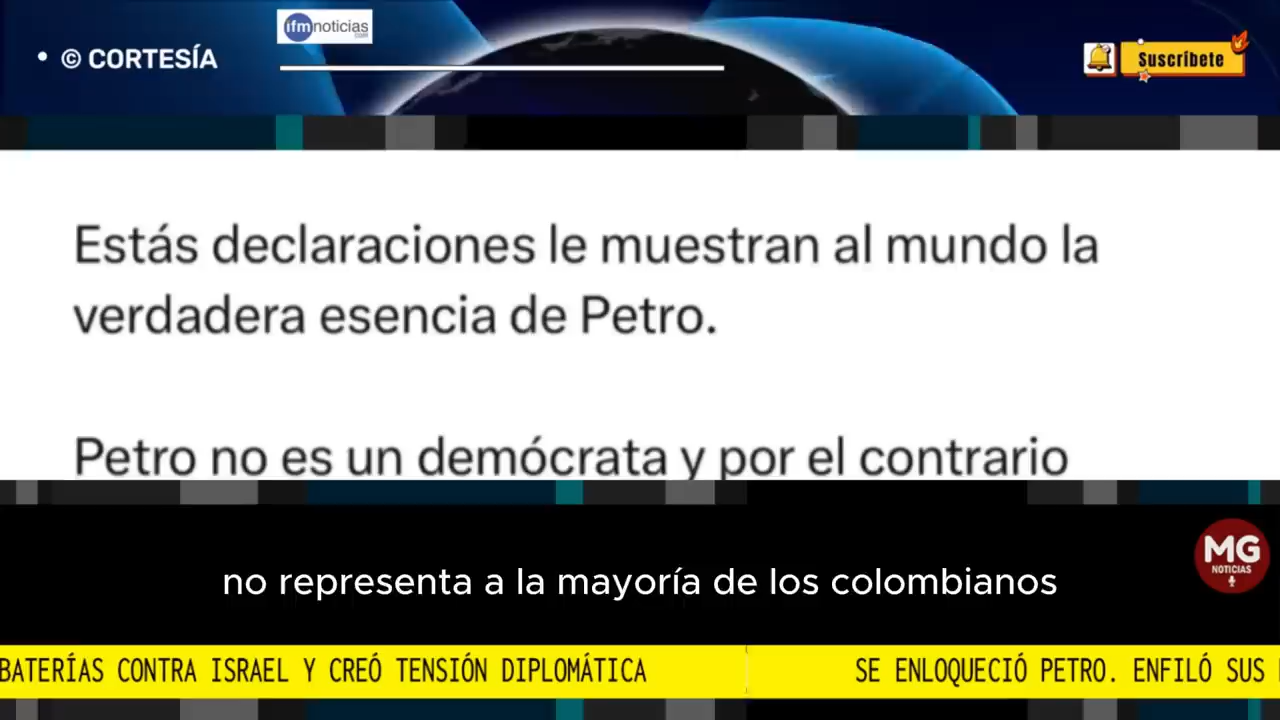 ifmnoticias
.com
• © CORTESÍA
Suscríbete
Estás declaraciones le muestran al mundo la
verdadera esencia de Petro.
Petro no es un demócrata y por el contrario
MG
NOTICIAS
no representa a la mayoría de los colombianos
BATERÍAS CONTRA ISRAEL Y CREÓ TENSIÓN DIPLOMÁTICA SE ENLOQUECIÓ PETRO. ENFILÓ SUS